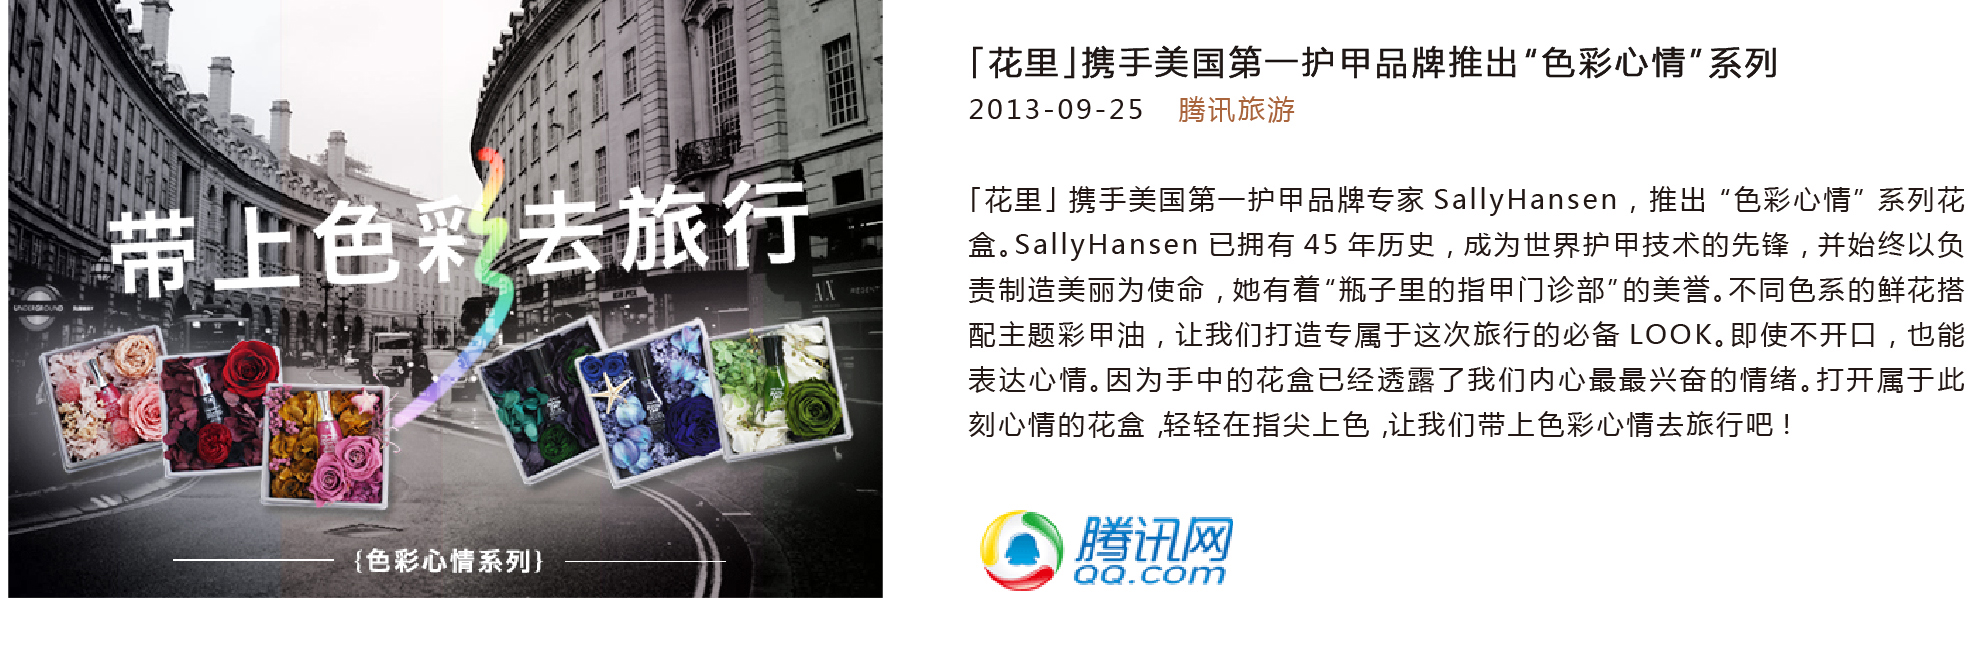 带上色彩去旅行
UNDERGROUND
{色彩心情系列}
「花里」携手美国第一护甲品牌推出“色彩心情”系列
2013-09-25 腾讯旅游
「花里」携手美国第一护甲品牌专家 SallyHansen，推出“色彩心情”系列花
盒。SallyHansen 已拥有 45 年历史，成为世界护甲技术的先锋，并始终以负
责制造美丽为使命，她有着“瓶子里的指甲门诊部”的美誉。不同色系的鲜花搭
配主题彩甲油，让我们打造专属于这次旅行的必备 LOOK。即使不开口，也能
表达心情。因为手中的花盒已经透露了我们内心最最兴奋的情绪。打开属于此
刻心情的花盒，轻轻在指尖上色，让我们带上色彩心情去旅行吧！
腾讯网
QQ.com